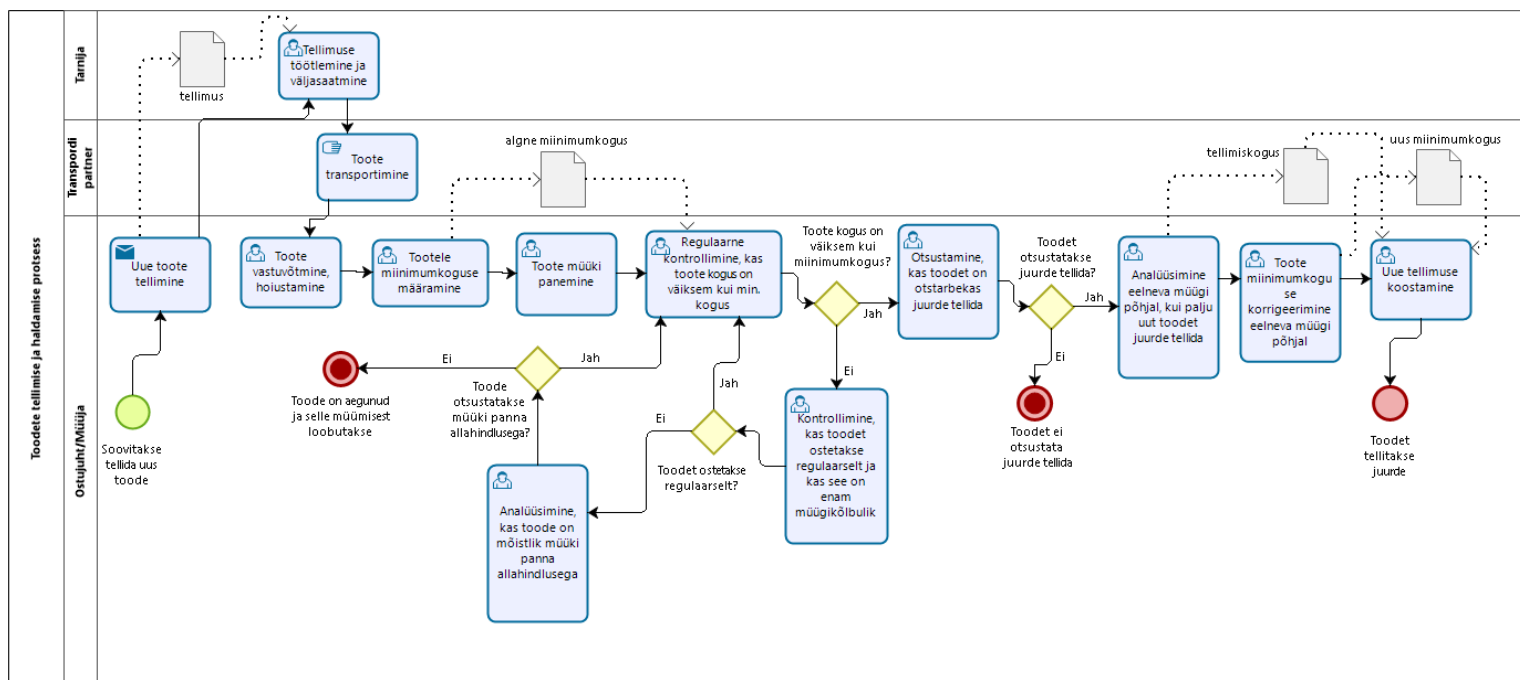 Toodete tellimise ja haldamise protsess
Tarnija
Transpordi
partner
Ostujuht/Müüja
tellimus
Tellimuse
töötlemine ja
väljasaatmine
Toote
transportimine
algne miinimumkogus
tellimiskogus
uus miinimumkogus
Uue toote
tellimine
Toote
vastuvõtmine,
hoiustamine
Tootele
miinimumkoguse
määramine
Toote müüki
panemine
Regulaarne
kontrollimine, kas
toote kogus on
väiksem kui min.
kogus
Toote kogus on
väiksem kui
miinimumkogus?
Jah
Ei
Otsustamine,
kas toodet on
otstarbekas
juurde tellida
Toodet
otsustatakse
juurde tellida?
Jah
Ei
Analüüsimine
eelneva müügi
põhjal, kui palju
uut toodet
juurde tellida
Toote
miinimumkogu
se
korrigeerimine
eelneva müügi
põhjal
Uue tellimuse
koostamine
Soovitakse
tellida uus
toode
Ei
Jah
Toode on aegunud
ja selle müümisest
loobutakse
Toode
otsustatakse
müüki panna
allahindlusega?
Jah
Ei
Toodet ostetakse
regulaarselt?
Kontrollimine,
kas toodet
ostetakse
regulaarselt ja
kas see on
enam
müügikõlbulik
Analüüsimine,
kas toode on
mõistlik müüki
panna
allahindlusega
Toodet ei
otsustata
juurde tellida
Toodet
tellitakse
juurde